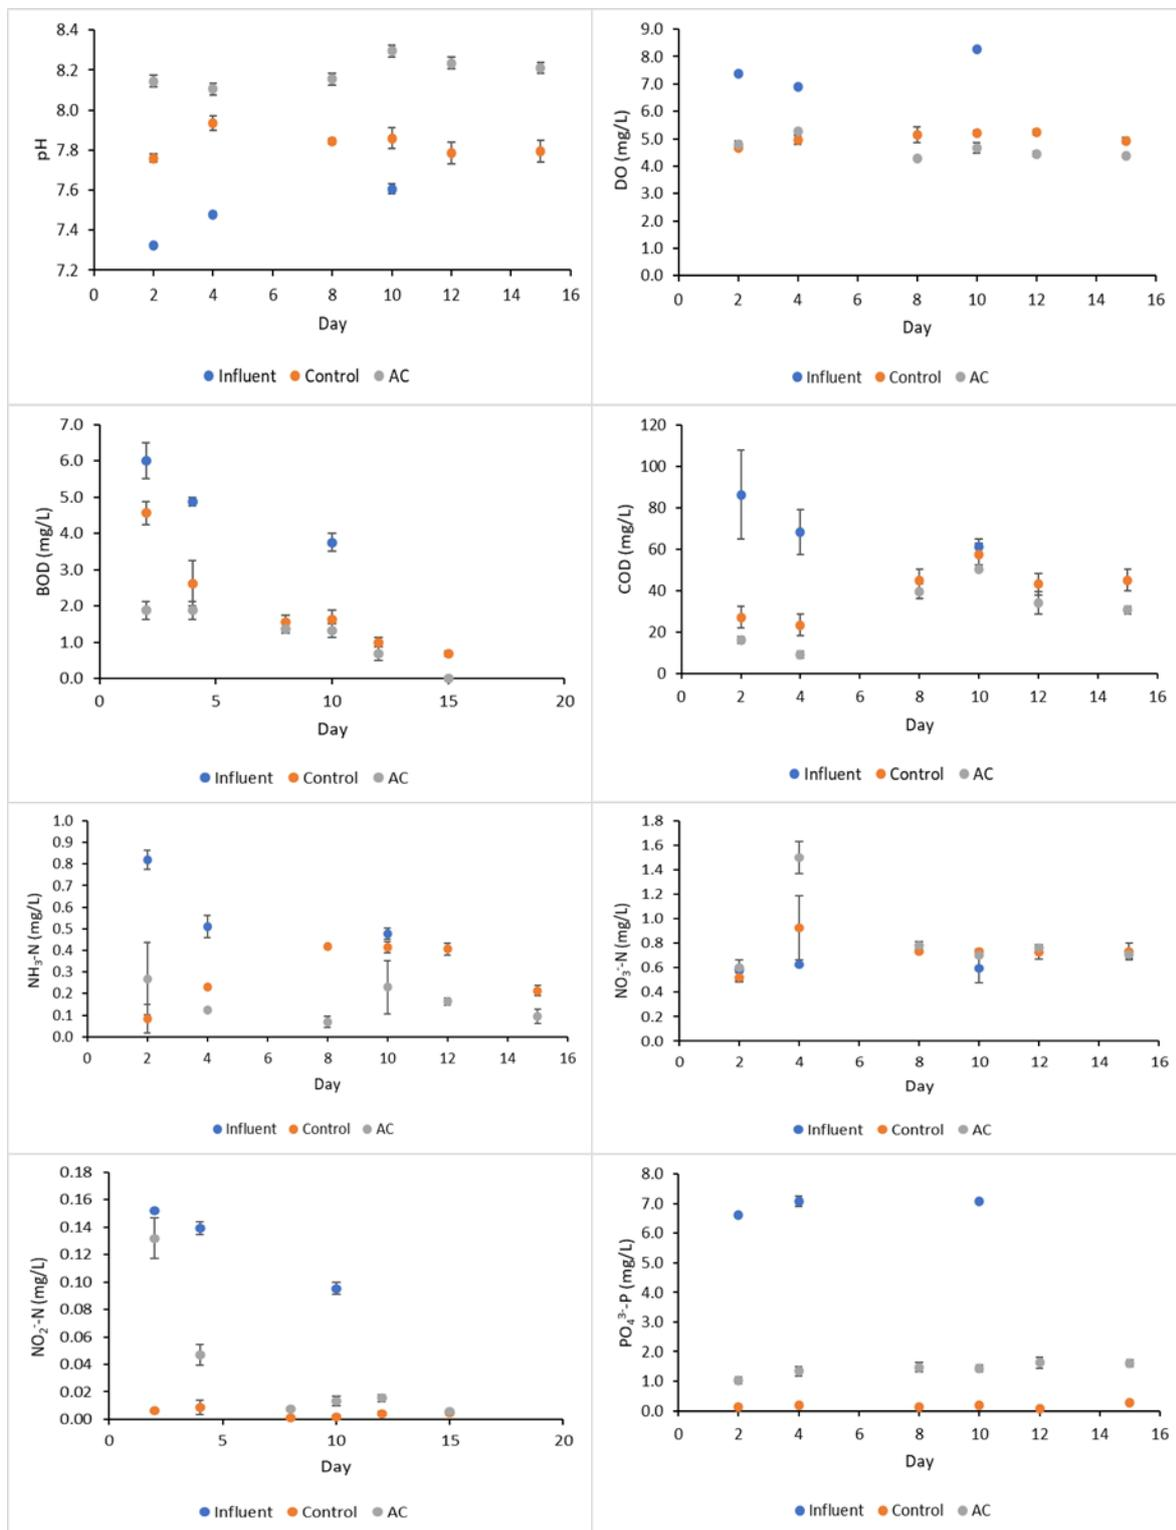 8.4
8.2
8.0
7.8
7.6
7.4
7.2
pH
0 2 4 6 8 10 12 14 16
Day
Influent Control AC
9.0
8.0
7.0
6.0
5.0
4.0
3.0
2.0
1.0
0.0
DO (mg/L)
0 2 4 6 8 10 12 14 16
Day
Influent Control AC
7.0
6.0
5.0
4.0
3.0
2.0
1.0
0.0
BOD (mg/L)
0 5 10 15 20
Day
Influent Control AC
120
100
80
60
40
20
0
COD (mg/L)
0 2 4 6 8 10 12 14 16
Day
Influent Control AC
1.0
0.9
0.8
0.7
0.6
0.5
0.4
0.3
0.2
0.1
0.0
NH₃-N (mg/L)
0 2 4 6 8 10 12 14 16
Day
Influent Control AC
1.8
1.6
1.4
1.2
1.0
0.8
0.6
0.4
0.2
0.0
NO₃⁻-N (mg/L)
0 2 4 6 8 10 12 14 16
Day
Influent Control AC
0.18
0.16
0.14
0.12
0.10
0.08
0.06
0.04
0.02
0.00
NO₂⁻-N (mg/L)
0 5 10 15 20
Day
Influent Control AC
8.0
7.0
6.0
5.0
4.0
3.0
2.0
1.0
0.0
PO₄³⁻-P (mg/L)
0 2 4 6 8 10 12 14 16
Day
Influent Control AC